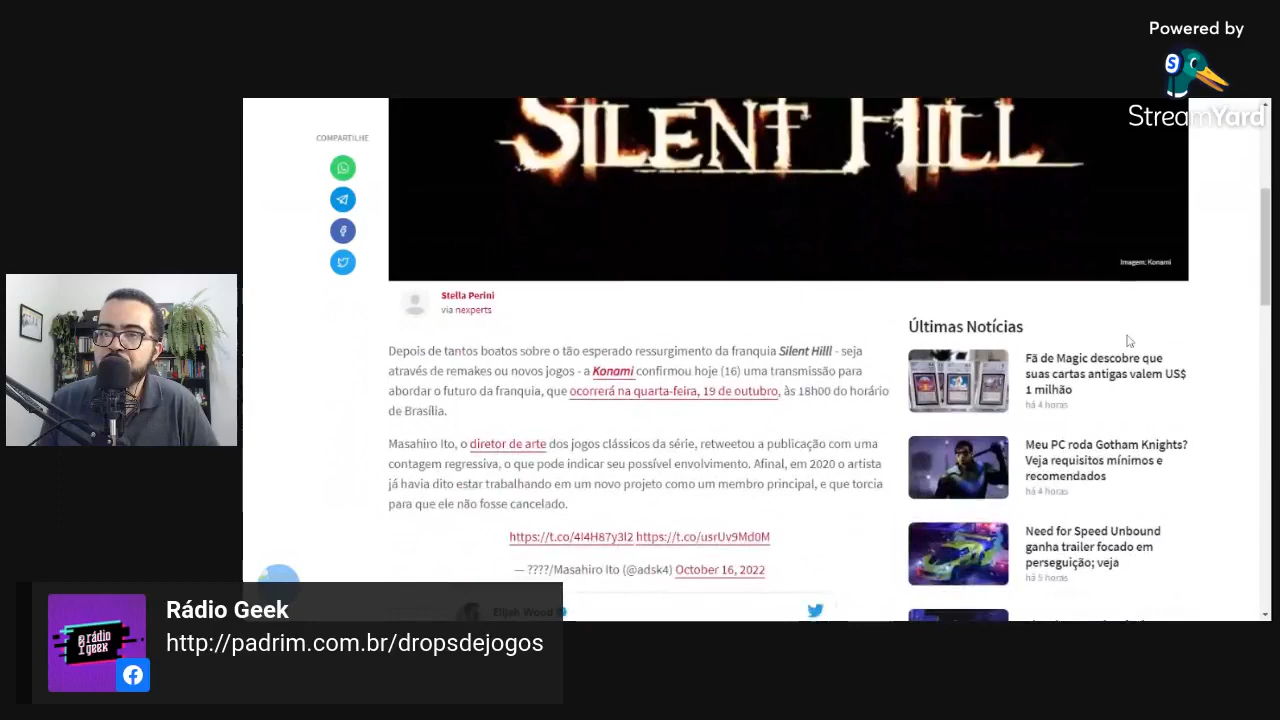 Powered by
StreamYard
SILENT HILL
COMPARTILHE
Imagem: Konami
Stella Perini
via nexperts
Depois de tantos boatos sobre o tão esperado ressurgimento da franquia Silent Hilll - seja
através de remakes ou novos jogos - a Konami confirmou hoje (16) uma transmissão para
abordar o futuro da franquia, que ocorrerá na quarta-feira, 19 de outubro, às 18h00 do horário
de Brasília.
Masahiro Ito, o diretor de arte dos jogos clássicos da série, retweetou a publicação com uma
contagem regressiva, o que pode indicar seu possível envolvimento. Afinal, em 2020 o artista
já havia dito estar trabalhando em um novo projeto como um membro principal, e que torcia
para que ele não fosse cancelado.
https://t.co/4I4H87y3l2 https://t.co/usrUv9Md0M
— ????/Masahiro Ito (@adsk4) October 16, 2022
Elijah Wood
Últimas Notícias
Fã de Magic descobre que
suas cartas antigas valem US$
1 milhão
há 4 horas
Meu PC roda Gotham Knights?
Veja requisitos mínimos e
recomendados
há 4 horas
Need for Speed Unbound
ganha trailer focado em
perseguição; veja
há 5 horas
rádio
geek
Rádio Geek
http://padrim.com.br/dropsdejogos